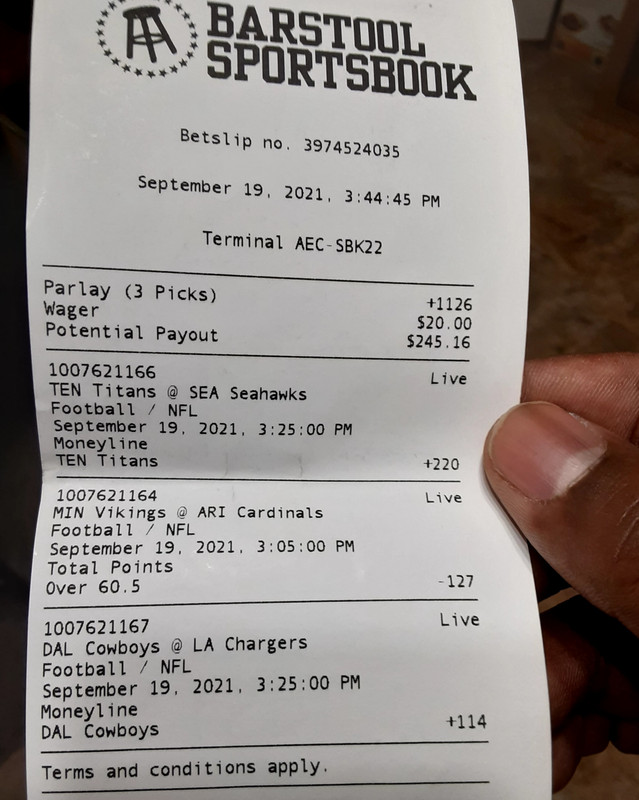 BARSTOOL
SPORTSBOOK
Betslip no. 3974524035
September 19, 2021, 3:44:45 PM
Terminal AEC-SBK22
Parlay (3 Picks) +1126
Wager $20.00
Potential Payout $245.16
1007621166 Live
TEN Titans @ SEA Seahawks
Football / NFL
September 19, 2021, 3:25:00 PM
Moneyline
TEN Titans +220
1007621164 Live
MIN Vikings @ ARI Cardinals
Football / NFL
September 19, 2021, 3:05:00 PM
Total Points
Over 60.5 -127
1007621167 Live
DAL Cowboys @ LA Chargers
Football / NFL
September 19, 2021, 3:25:00 PM
Moneyline
DAL Cowboys +114
Terms and conditions apply.